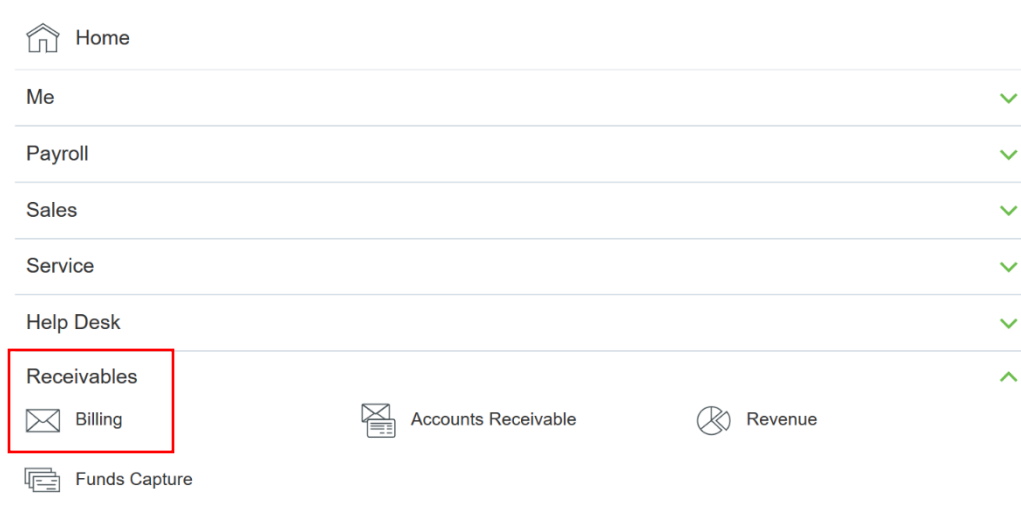 Home
Me
Payroll
Sales
Service
Help Desk
Receivables
Billing
Accounts Receivable
Revenue
Funds Capture